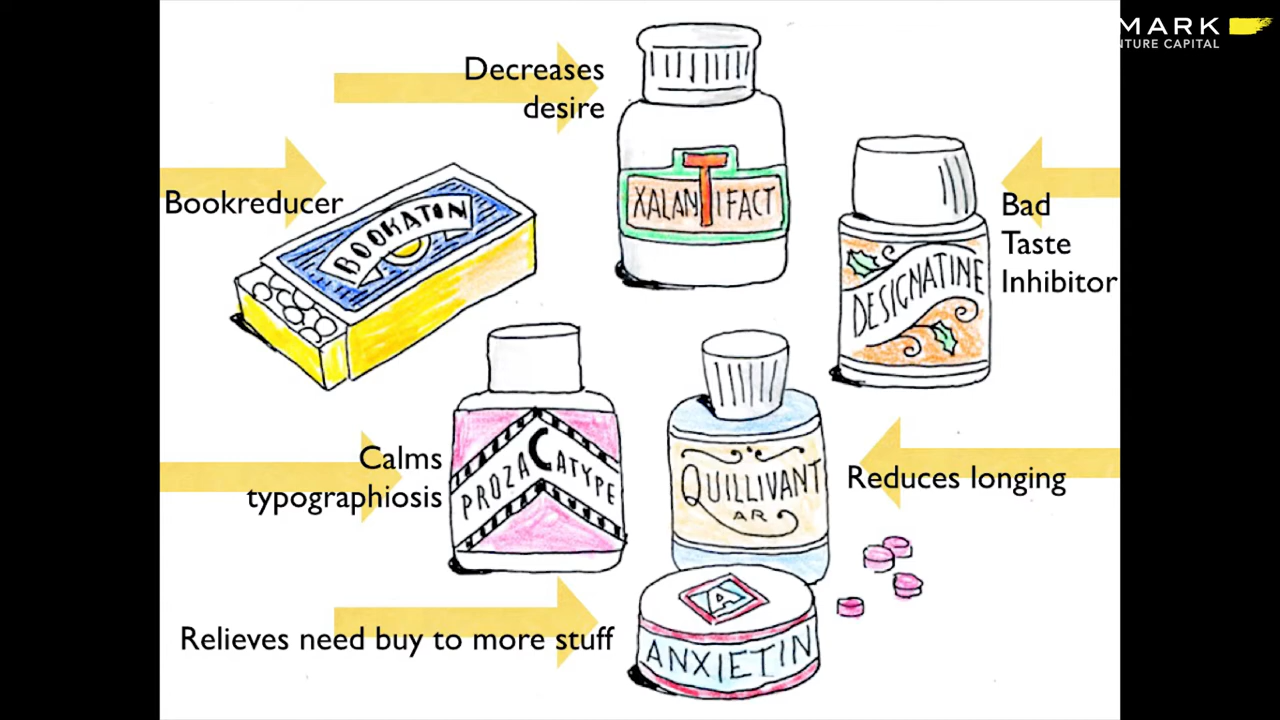 MARK
NTURE CAPITAL
Decreases
desire
XALANTIFACT
Bookreducer
BOOKATON
Bad
Taste
Inhibitor
DESIGNATINE
Calms
typographiosis
PROZACATYPE
QUILLIVANT
AR
Reduces longing
Relieves need buy to more stuff
A
ANXIETIN